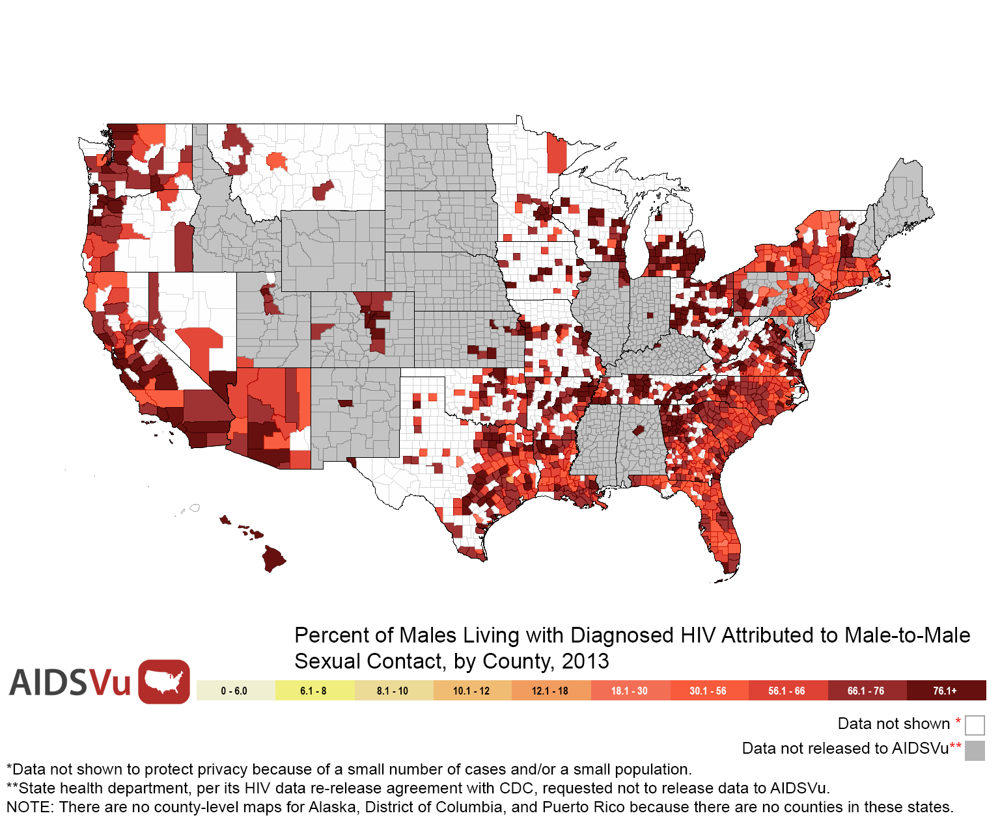 Percent of Males Living with Diagnosed HIV Attributed to Male-to-Male
Sexual Contact, by County, 2013
AIDSVu
0 - 6.0 6.1 - 8 8.1 - 10 10.1 - 12 12.1 - 18 18.1 - 30 30.1 - 56 56.1 - 66 66.1 - 76 76.1+
Data not shown *
Data not released to AIDSVu**
*Data not shown to protect privacy because of a small number of cases and/or a small population.
**State health department, per its HIV data re-release agreement with CDC, requested not to release data to AIDSVu.
NOTE: There are no county-level maps for Alaska, District of Columbia, and Puerto Rico because there are no counties in these states.